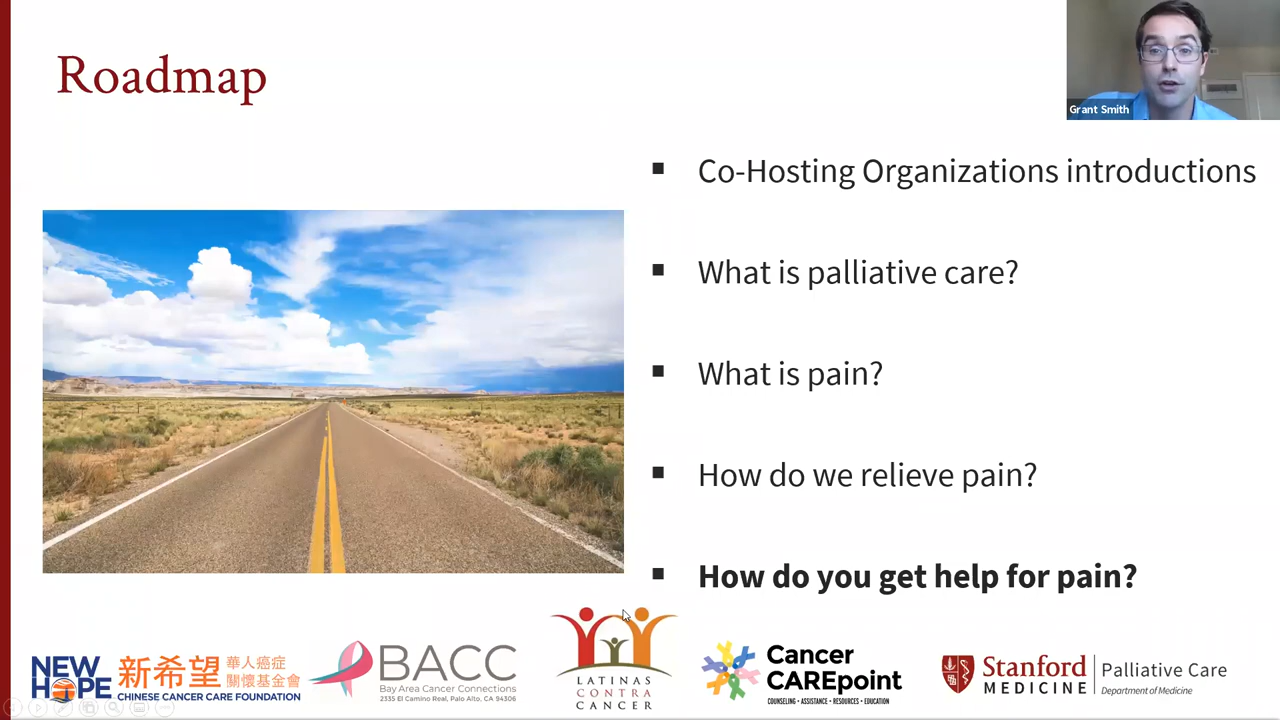 Roadmap
Grant Smith
Co-Hosting Organizations introductions
What is palliative care?
What is pain?
How do we relieve pain?
How do you get help for pain?
NEW HOPE
新希望
華人癌症
關懷基金會
CHINESE CANCER CARE FOUNDATION
BACC
Bay Area Cancer Connections
2335 El Camino Real, Palo Alto, CA 94306
LATINAS
CONTRA
CANCER
Cancer
CAREpoint
COUNSELING • ASSISTANCE • RESOURCES • EDUCATION
Stanford
MEDICINE
Palliative Care
Department of Medicine